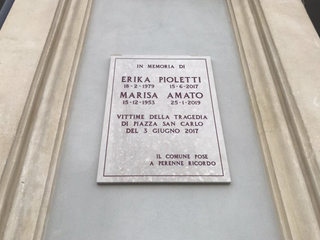 IN MEMORIA DI
ERIKA PIOLETTI
16-2-1979 15-6-2017
MARISA AMATO
15-12-1953 25-1-2019
VITTIME DELLA TRAGEDIA
DI PIAZZA SAN CARLO
DEL 3 GIUGNO 2017
IL COMUNE POSE
A PERENNE RICORDO